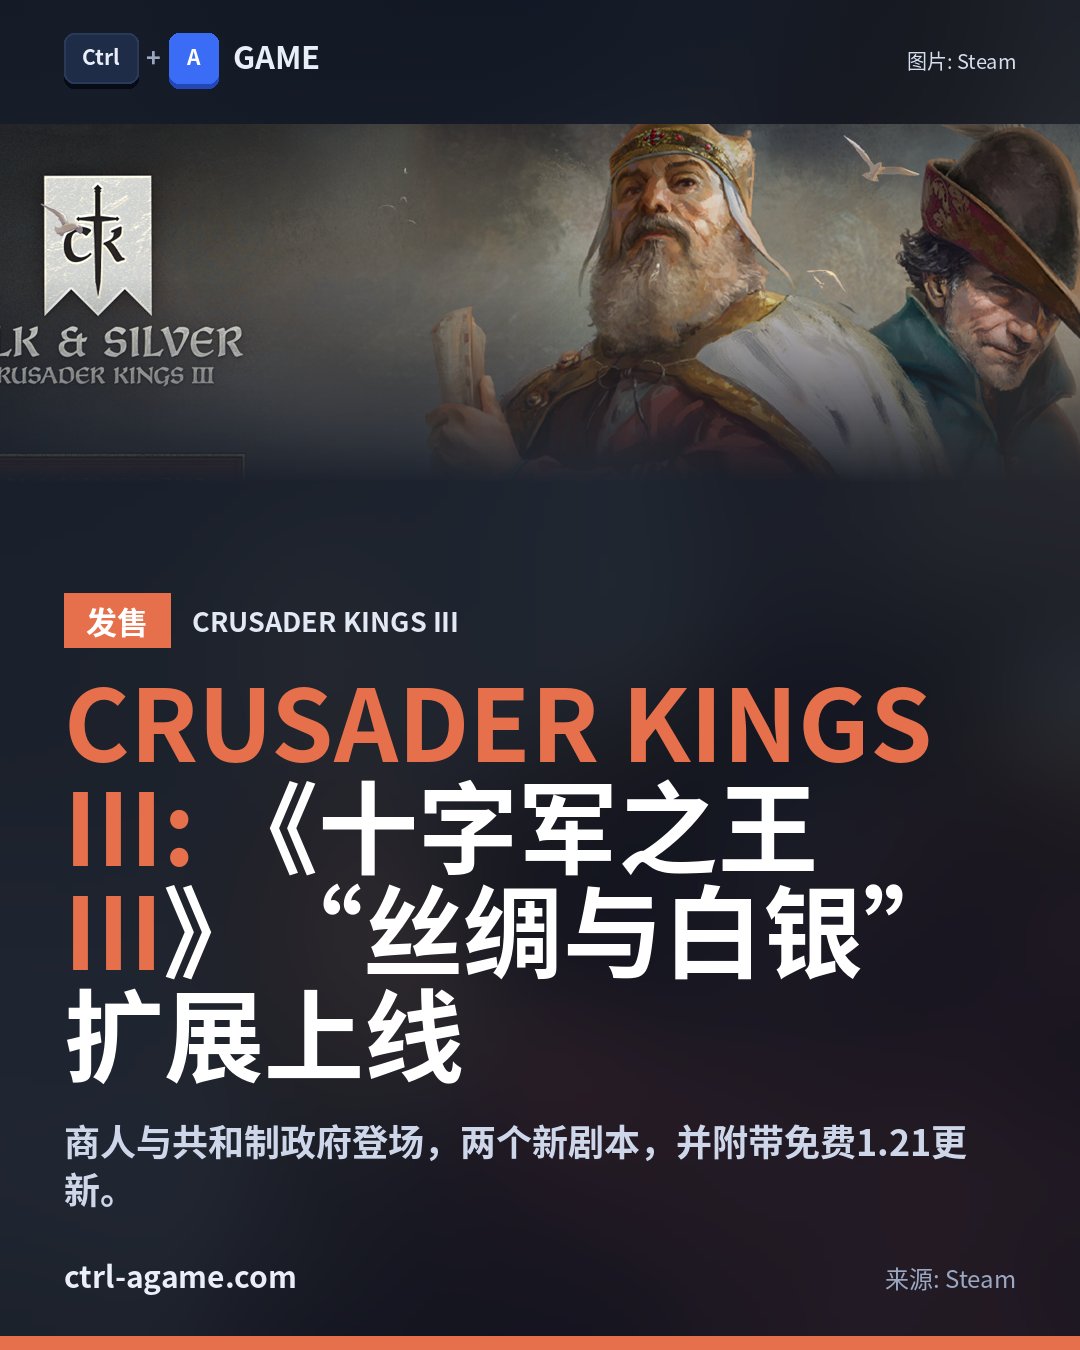 Ctrl + A GAME
图片: Steam
CK
LK & SILVER
RUSADER KINGS III
发售 CRUSADER KINGS III
CRUSADER KINGS
III: 《十字军之王
III》 “丝绸与白银”
扩展上线
商人与共和制政府登场，两个新剧本，并附带免费1.21更
新。
ctrl-agame.com
来源: Steam